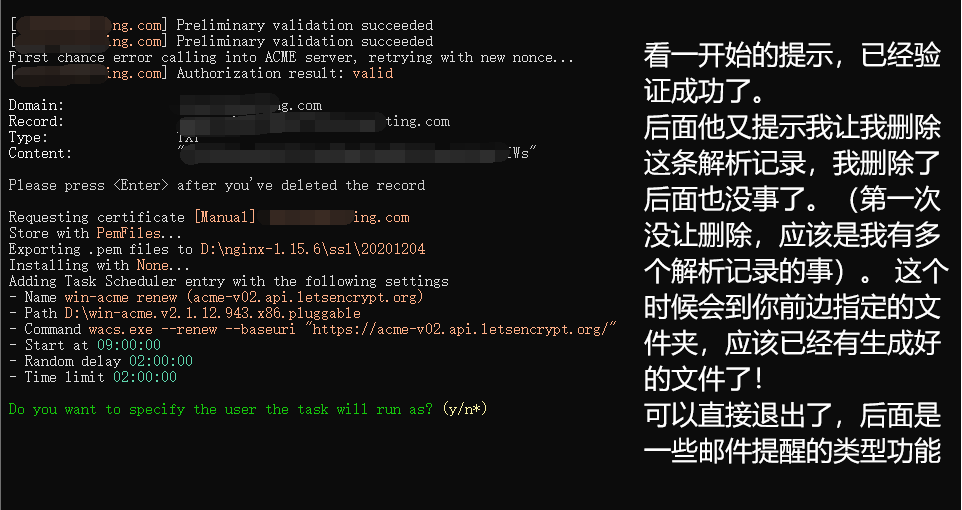 [ng.com] Preliminary validation succeeded
[ng.com] Preliminary validation succeeded
First chance error calling into ACME server, retrying with new nonce...
[ing.com] Authorization result: valid
Domain: g.com
Record: ting.com
Type: TXT
Content: "IWs"
Please press <Enter> after you've deleted the record
Requesting certificate [Manual] ing.com
Store with PemFiles...
Exporting .pem files to D:\nginx-1.15.6\ssl\20201204
Installing with None...
Adding Task Scheduler entry with the following settings
- Name win-acme renew (acme-v02.api.letsencrypt.org)
- Path D:\win-acme.v2.1.12.943.x86.pluggable
- Command wacs.exe --renew --baseuri "https://acme-v02.api.letsencrypt.org/"
- Start at 09:00:00
- Random delay 02:00:00
- Time limit 02:00:00
Do you want to specify the user the task will run as? (y/n*)
看一开始的提示，已经验
证成功了。
后面他又提示我让我删除
这条解析记录，我删除了
后面也没事了。（第一次
没让删除，应该是我有多
个解析记录的事）。 这个
时候会到你前边指定的文
件夹，应该已经有生成好
的文件了！
可以直接退出了，后面是
一些邮件提醒的类型功能